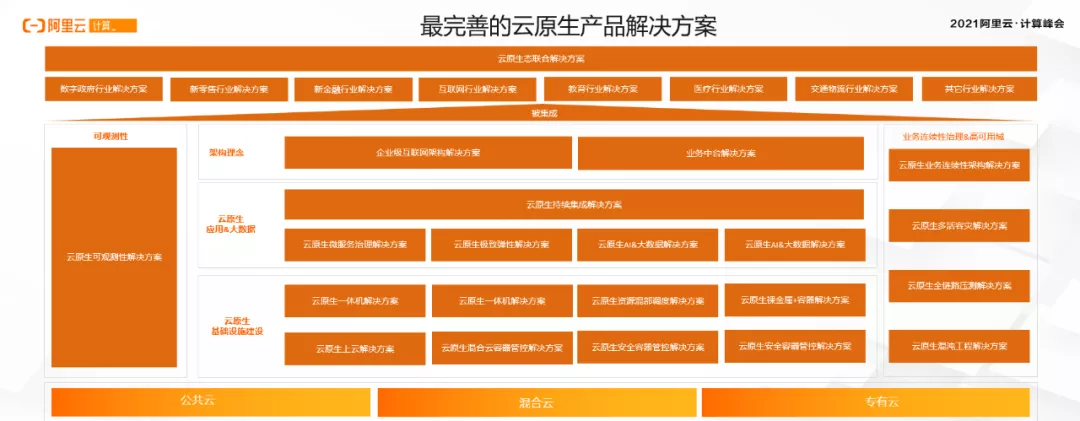 阿里云 计算。
最完善的云原生产品解决方案
2021阿里云·计算峰会
云原生态联合解决方案
数字政府行业解决方案 新零售行业解决方案 新金融行业解决方案 互联网行业解决方案 教育行业解决方案 医疗行业解决方案 交通物流行业解决方案 其它行业解决方案
被集成
可观测性
云原生可观测性解决方案
架构理念
企业级互联网架构解决方案 业务中台解决方案
云原生
应用&大数据
云原生持续集成解决方案
云原生微服务治理解决方案 云原生极致弹性解决方案 云原生AI&大数据解决方案 云原生AI&大数据解决方案
云原生
基础设施建设
云原生一体机解决方案 云原生一体机解决方案 云原生资源混部调度解决方案 云原生裸金属+容器解决方案
云原生上云解决方案 云原生混合云容器管控解决方案 云原生安全容器管控解决方案 云原生安全容器管控解决方案
业务连续性治理&高可用域
云原生业务连续性架构解决方案
云原生多活容灾解决方案
云原生全链路压测解决方案
云原生混沌工程解决方案
公共云 混合云 专有云